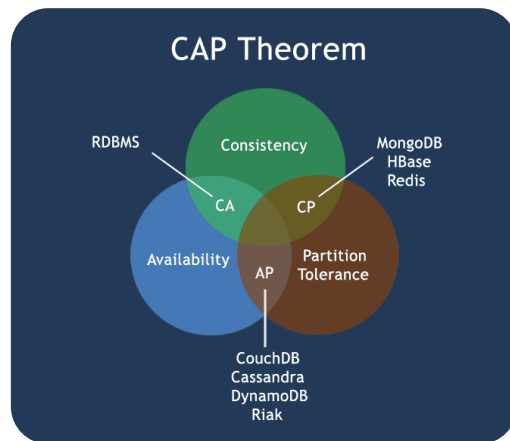 CAP Theorem
RDBMS
Consistency
MongoDB
HBase
Redis
CA
CP
Availability
Partition
Tolerance
AP
CouchDB
Cassandra
DynamoDB
Riak